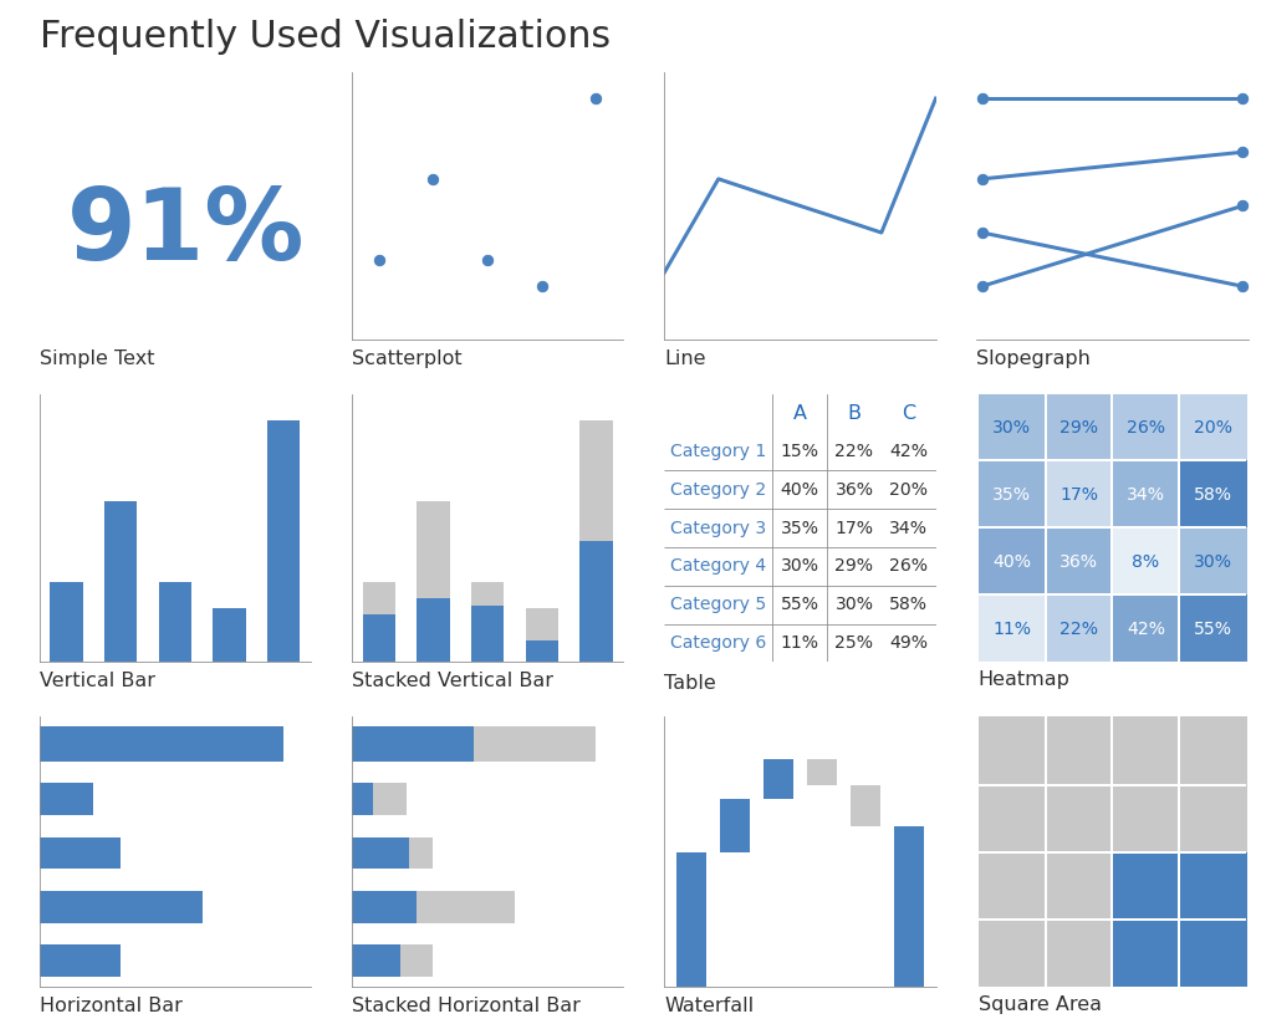 Frequently Used Visualizations
91%
Simple Text
Scatterplot
Line
Slopegraph
Vertical Bar
Stacked Vertical Bar
A B C
Category 1 15% 22% 42%
Category 2 40% 36% 20%
Category 3 35% 17% 34%
Category 4 30% 29% 26%
Category 5 55% 30% 58%
Category 6 11% 25% 49%
Table
30% 29% 26% 20%
35% 17% 34% 58%
40% 36% 8% 30%
11% 22% 42% 55%
Heatmap
Horizontal Bar
Stacked Horizontal Bar
Waterfall
Square Area